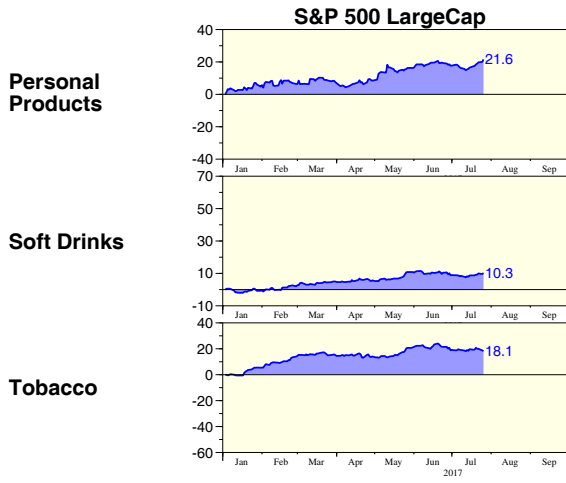 S&P 500 LargeCap
Personal
Products
40
20
0
-20
-40
21.6
Jan Feb Mar Apr May Jun Jul Aug Sep
Soft Drinks
70
50
30
10
-10
10.3
Jan Feb Mar Apr May Jun Jul Aug Sep
Tobacco
40
20
0
-20
-40
-60
18.1
Jan Feb Mar Apr May Jun Jul Aug Sep
2017